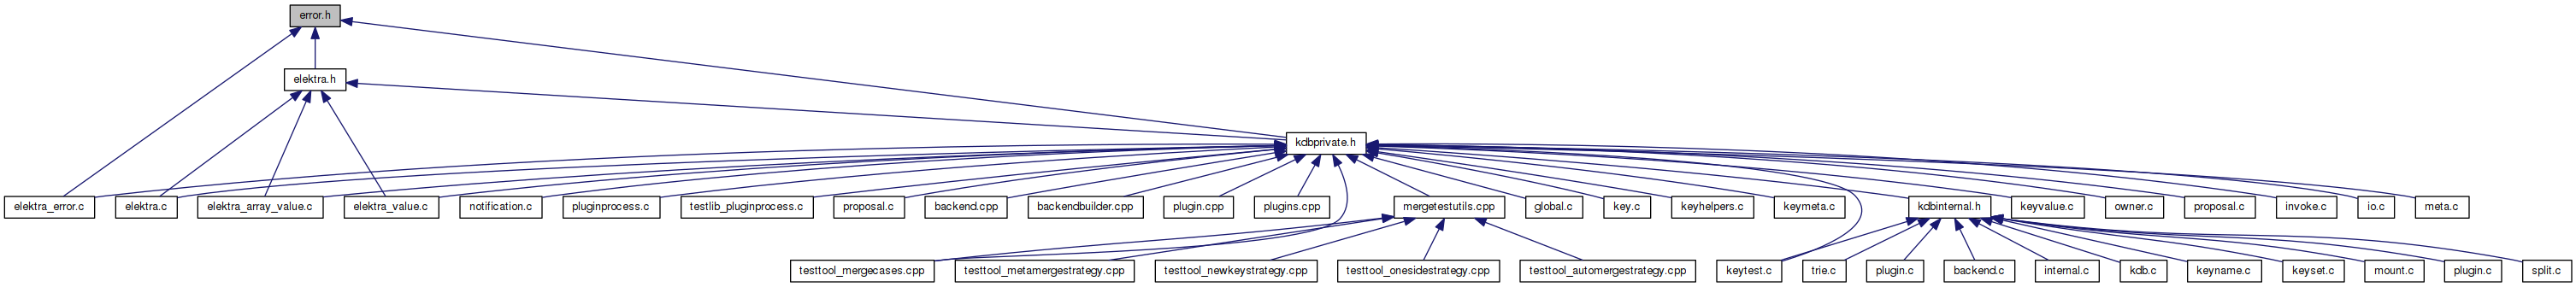 error.h
elektra.h
kdbprivate.h
elektra_error.c
elektra.c
elektra_array_value.c
elektra_value.c
notification.c
pluginprocess.c
testlib_pluginprocess.c
proposal.c
backend.cpp
backendbuilder.cpp
plugin.cpp
plugins.cpp
mergetestutils.cpp
global.c
key.c
keyhelpers.c
keymeta.c
kdbinternal.h
keyvalue.c
owner.c
proposal.c
invoke.c
io.c
meta.c
testtool_mergecases.cpp
testtool_metamergestrategy.cpp
testtool_newkeystrategy.cpp
testtool_onesidestrategy.cpp
testtool_automergestrategy.cpp
keytest.c
trie.c
plugin.c
backend.c
internal.c
kdb.c
keyname.c
keyset.c
mount.c
plugin.c
split.c